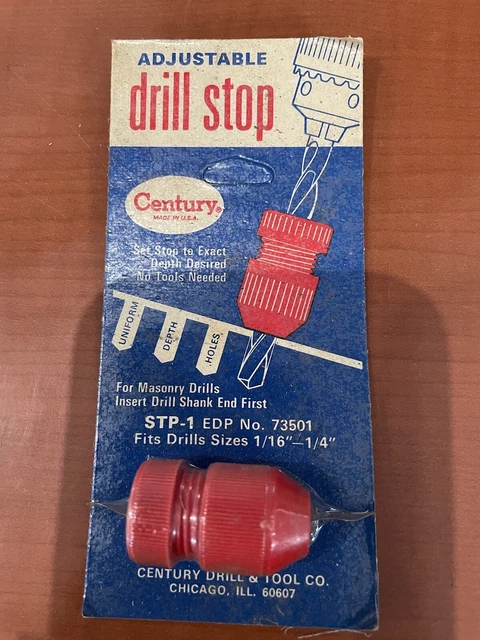 ADJUSTABLE
drill stop
Century®
MADE IN U.S.A.
Set Stop to Exact
Depth Desired
No Tools Needed
UNIFORM
DEPTH
HOLES
For Masonry Drills
Insert Drill Shank End First
STP-1 EDP No. 73501
Fits Drills Sizes 1/16"–1/4"
CENTURY DRILL & TOOL CO.
CHICAGO, ILL. 60607